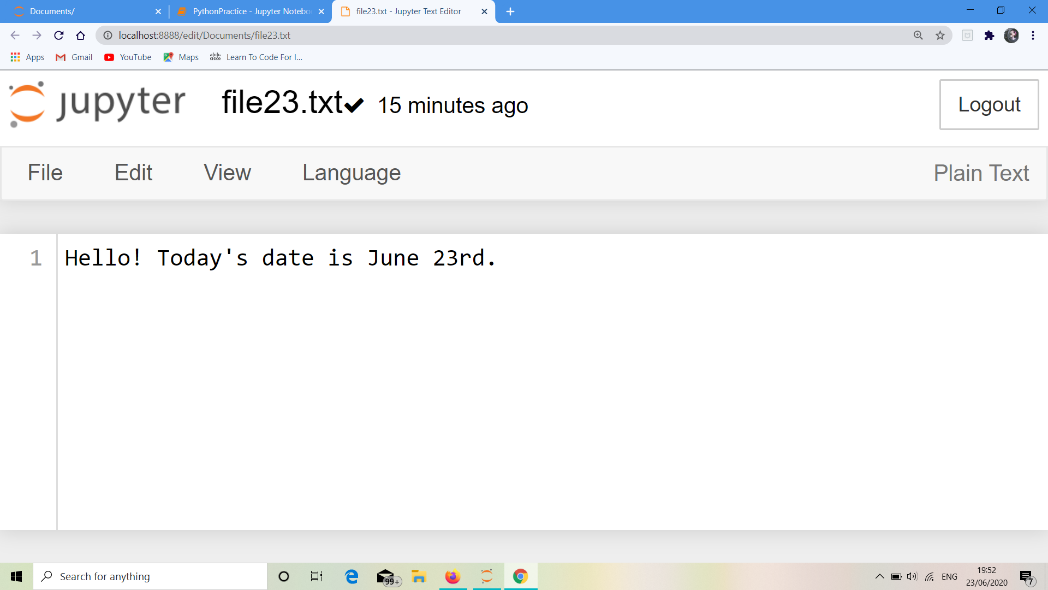 Documents/
PythonPractice - Jupyter Notebo
file23.txt - Jupyter Text Editor
localhost:8888/edit/Documents/file23.txt
Apps
Gmail
YouTube
Maps
Learn To Code For I...
jupyter
file23.txt
15 minutes ago
Logout
File
Edit
View
Language
Plain Text
1
Hello! Today's date is June 23rd.
Search for anything
99+
ENG
19:52
23/06/2020
7